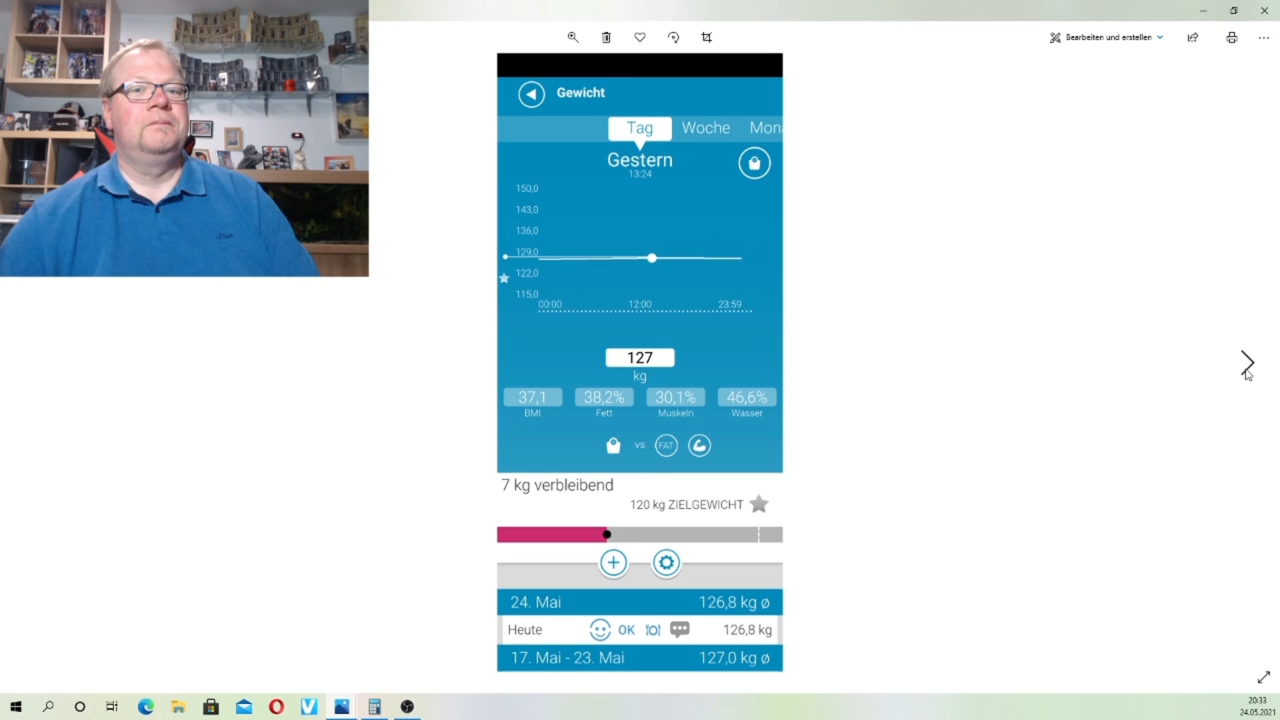 Bearbeiten und erstellen
Gewicht
Tag Woche Mon
Gestern
13:24
150,0
143,0
136,0
129,0
122,0
115,0
00:00 12:00 23:59
127
kg
37,1 38,2% 30,1% 46,6%
BMI Fett Muskeln Wasser
vs FAT
7 kg verbleibend
120 kg ZIELGEWICHT
24. Mai 126,8 kg ø
Heute OK 126,8 kg
17. Mai - 23. Mai 127,0 kg ø
20:33
24.05.2021